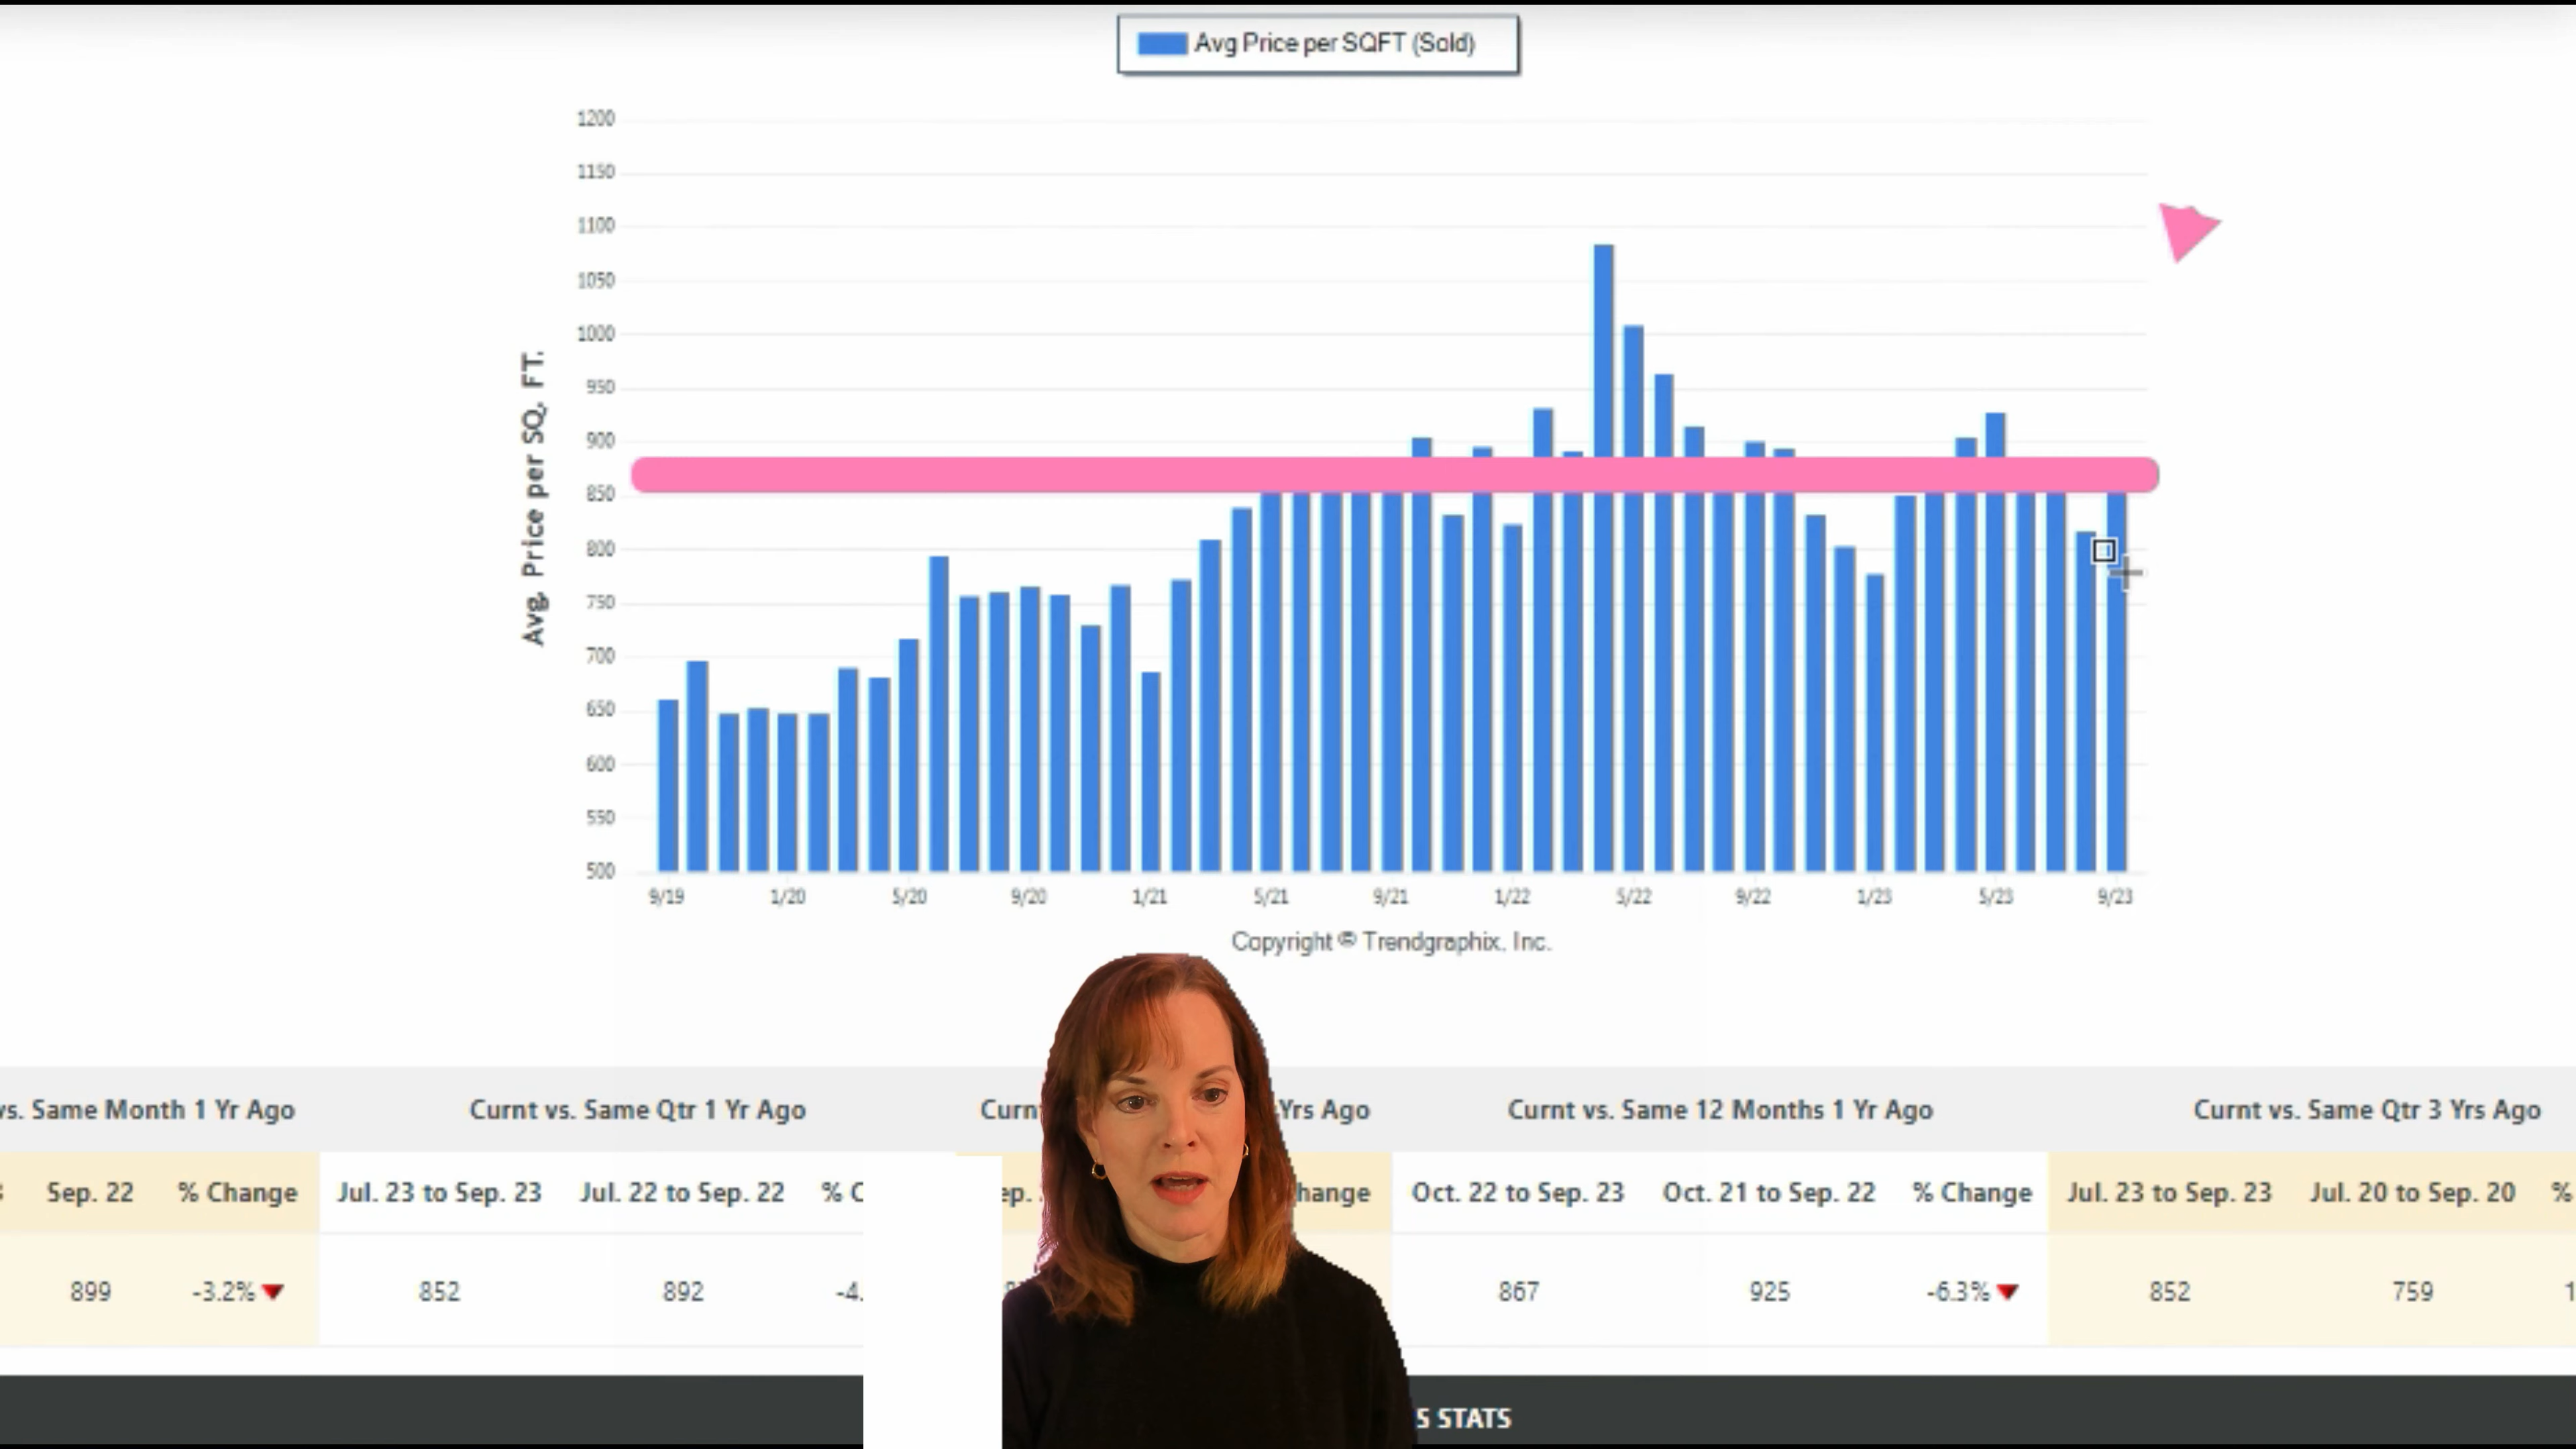 Avg Price per SQFT (Sold)
1200
1150
1100
1050
1000
950
900
850
800
750
700
650
600
550
500
Avg. Price per SQ. FT.
9/19 1/20 5/20 9/20 1/21 5/21 9/21 1/22 5/22 9/22 1/23 5/23 9/23
Copyright © Trendgraphix, Inc.
vs. Same Month 1 Yr Ago Curnt vs. Same Qtr 1 Yr Ago Yrs Ago Curnt vs. Same 12 Months 1 Yr Ago Curnt vs. Same Qtr 3 Yrs Ago
Sep. 22 % Change Jul. 23 to Sep. 23 Jul. 22 to Sep. 22 % Oct. 22 to Sep. 23 Oct. 21 to Sep. 22 % Change Jul. 23 to Sep. 23 Jul. 20 to Sep. 20 %
899 -3.2% 852 892 867 925 -6.3% 852 759
STATS